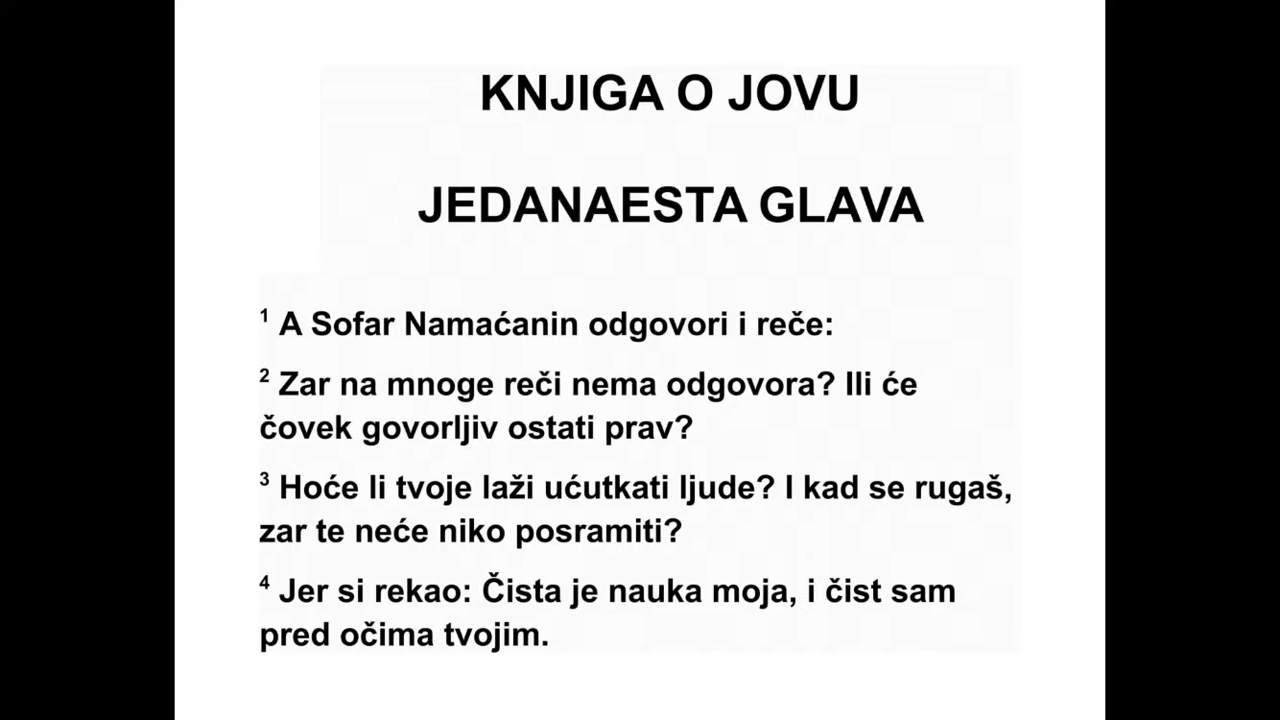 KNJIGA O JOVU
JEDANAESTA GLAVA
1 A Sofar Namaćanin odgovori i reče:
2 Zar na mnoge reči nema odgovora? Ili će
čovek govorljiv ostati prav?
3 Hoće li tvoje laži ućutkati ljude? I kad se rugaš,
zar te neće niko posramiti?
4 Jer si rekao: Čista je nauka moja, i čist sam
pred očima tvojim.